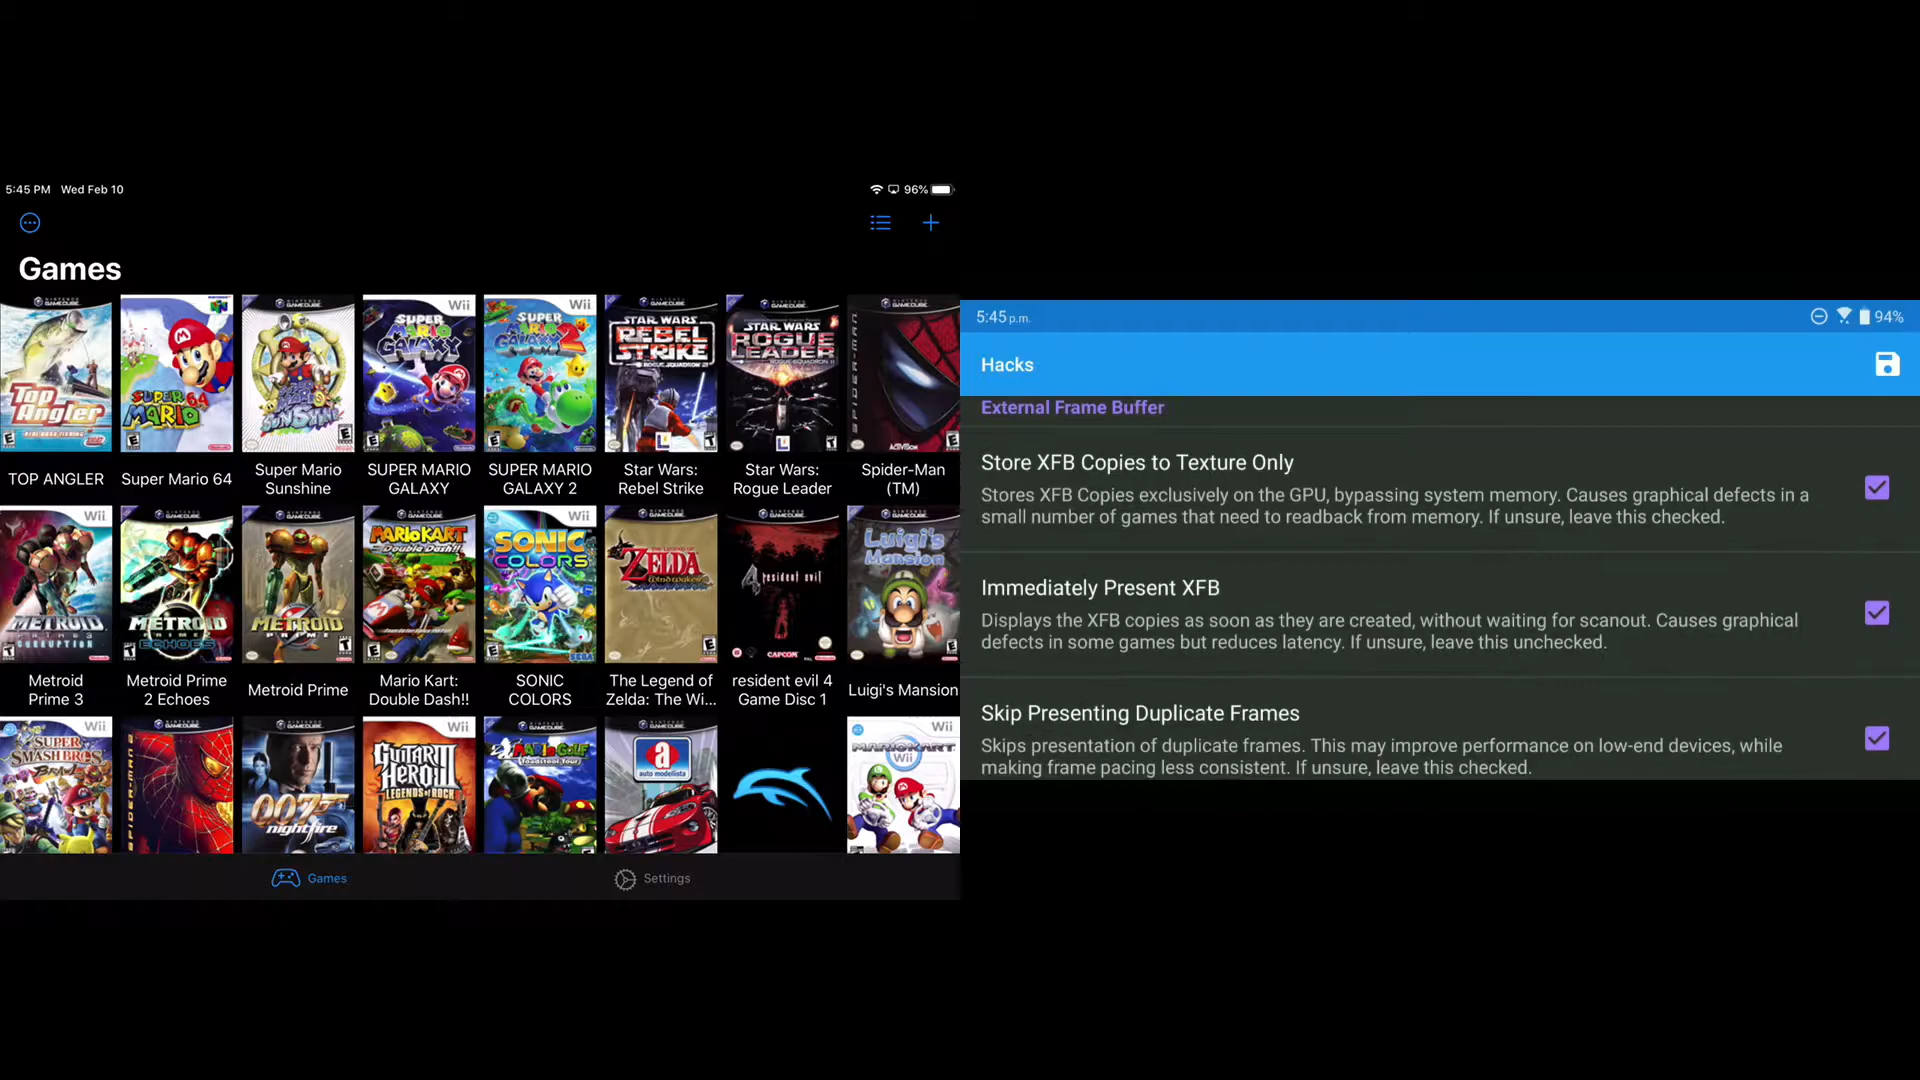 5:45 PM Wed Feb 10
96%
Games
TOP ANGLER
Super Mario 64
Super Mario
Sunshine
SUPER MARIO
GALAXY
SUPER MARIO
GALAXY 2
Star Wars:
Rebel Strike
Star Wars:
Rogue Leader
Spider-Man
(TM)
Metroid
Prime 3
Metroid Prime
2 Echoes
Metroid Prime
Mario Kart:
Double Dash!!
SONIC
COLORS
The Legend of
Zelda: The Wi...
resident evil 4
Game Disc 1
Luigi's Mansion
Games
Settings
5:45 p.m.
94%
Hacks
External Frame Buffer
Store XFB Copies to Texture Only
Stores XFB Copies exclusively on the GPU, bypassing system memory. Causes graphical defects in a
small number of games that need to readback from memory. If unsure, leave this checked.
Immediately Present XFB
Displays the XFB copies as soon as they are created, without waiting for scanout. Causes graphical
defects in some games but reduces latency. If unsure, leave this unchecked.
Skip Presenting Duplicate Frames
Skips presentation of duplicate frames. This may improve performance on low-end devices, while
making frame pacing less consistent. If unsure, leave this checked.